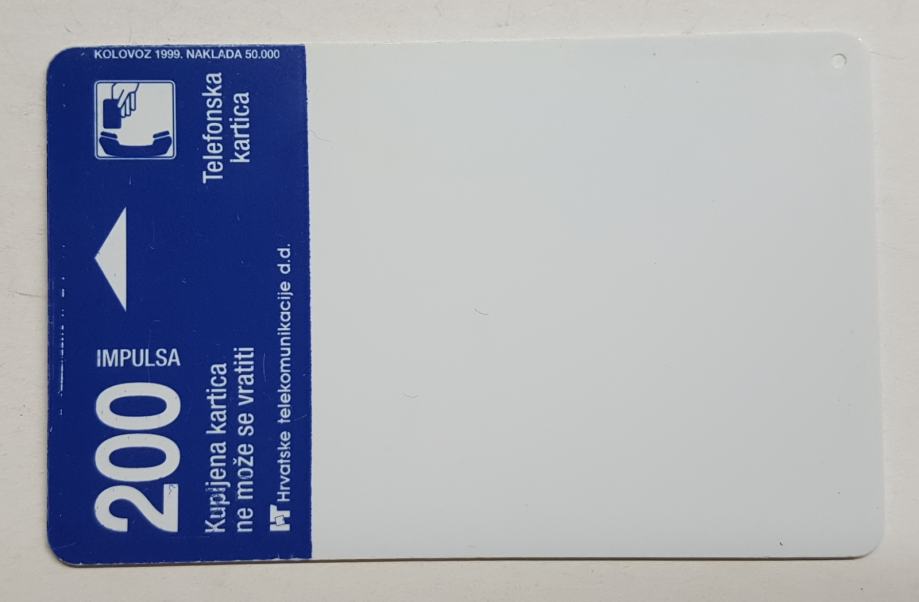 KOLOVOZ 1999. NAKLADA 50.000
Telefonska
kartica
200
IMPULSA
Kupljena kartica
ne može se vratiti
HT Hrvatske telekomunikacije d.d.